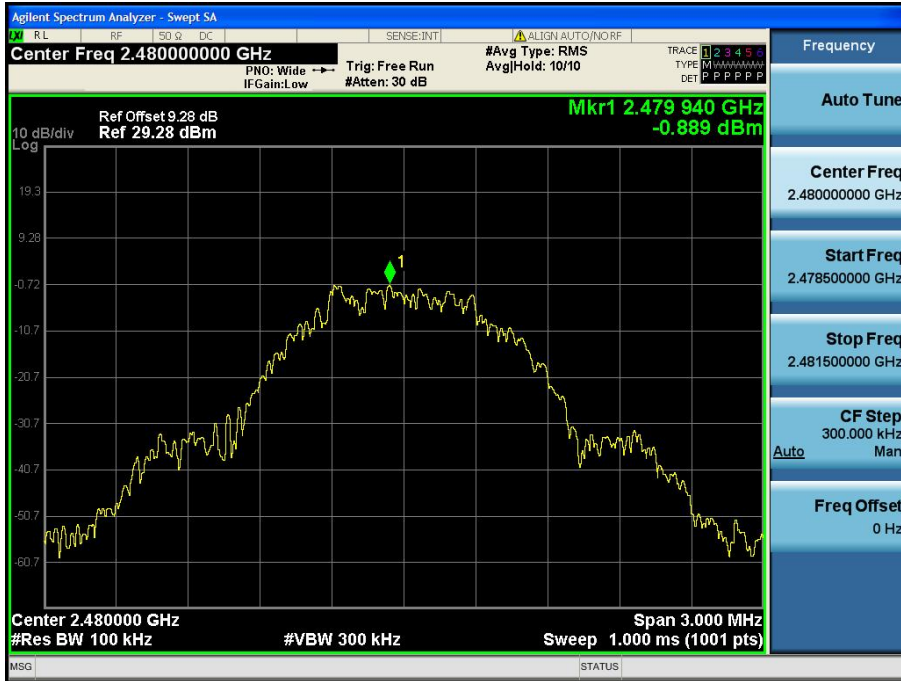 Agilent Spectrum Analyzer - Swept SA
LXI RL RF 50 Ω DC SENSE:INT ALIGN AUTO/NO RF
Center Freq 2.480000000 GHz
PNO: Wide
IFGain:Low
Trig: Free Run
#Atten: 30 dB
#Avg Type: RMS
Avg|Hold: 10/10
TRACE 1 2 3 4 5 6
TYPE M WWWWW
DET P P P P P P
Frequency
Mkr1 2.479 940 GHz
-0.889 dBm
Ref Offset 9.28 dB
10 dB/div Ref 29.28 dBm
Log
19.3
9.28
-0.72
-10.7
-20.7
-30.7
-40.7
-50.7
-60.7
1
Center 2.480000 GHz Span 3.000 MHz
#Res BW 100 kHz #VBW 300 kHz Sweep 1.000 ms (1001 pts)
MSG STATUS
Auto Tune
Center Freq
2.480000000 GHz
Start Freq
2.478500000 GHz
Stop Freq
2.481500000 GHz
CF Step
300.000 kHz
Auto Man
Freq Offset
0 Hz